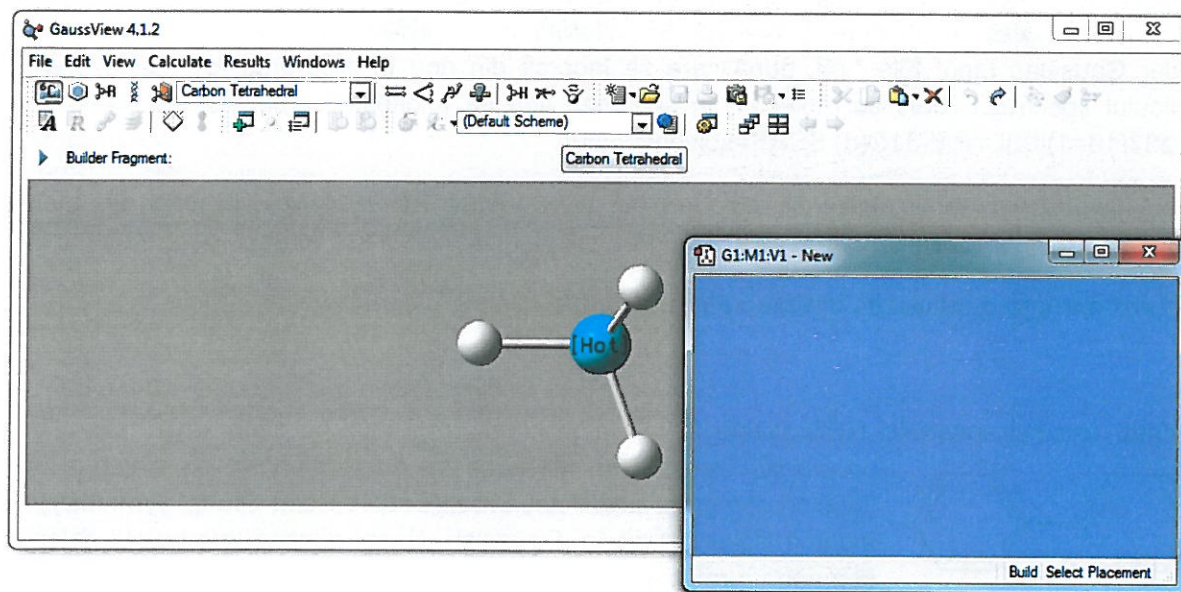 GaussView 4.1.2
File Edit View Calculate Results Windows Help
Carbon Tetrahedral
(Default Scheme)
Builder Fragment:
Carbon Tetrahedral
[Hot
G1:M1:V1 - New
Build Select Placement